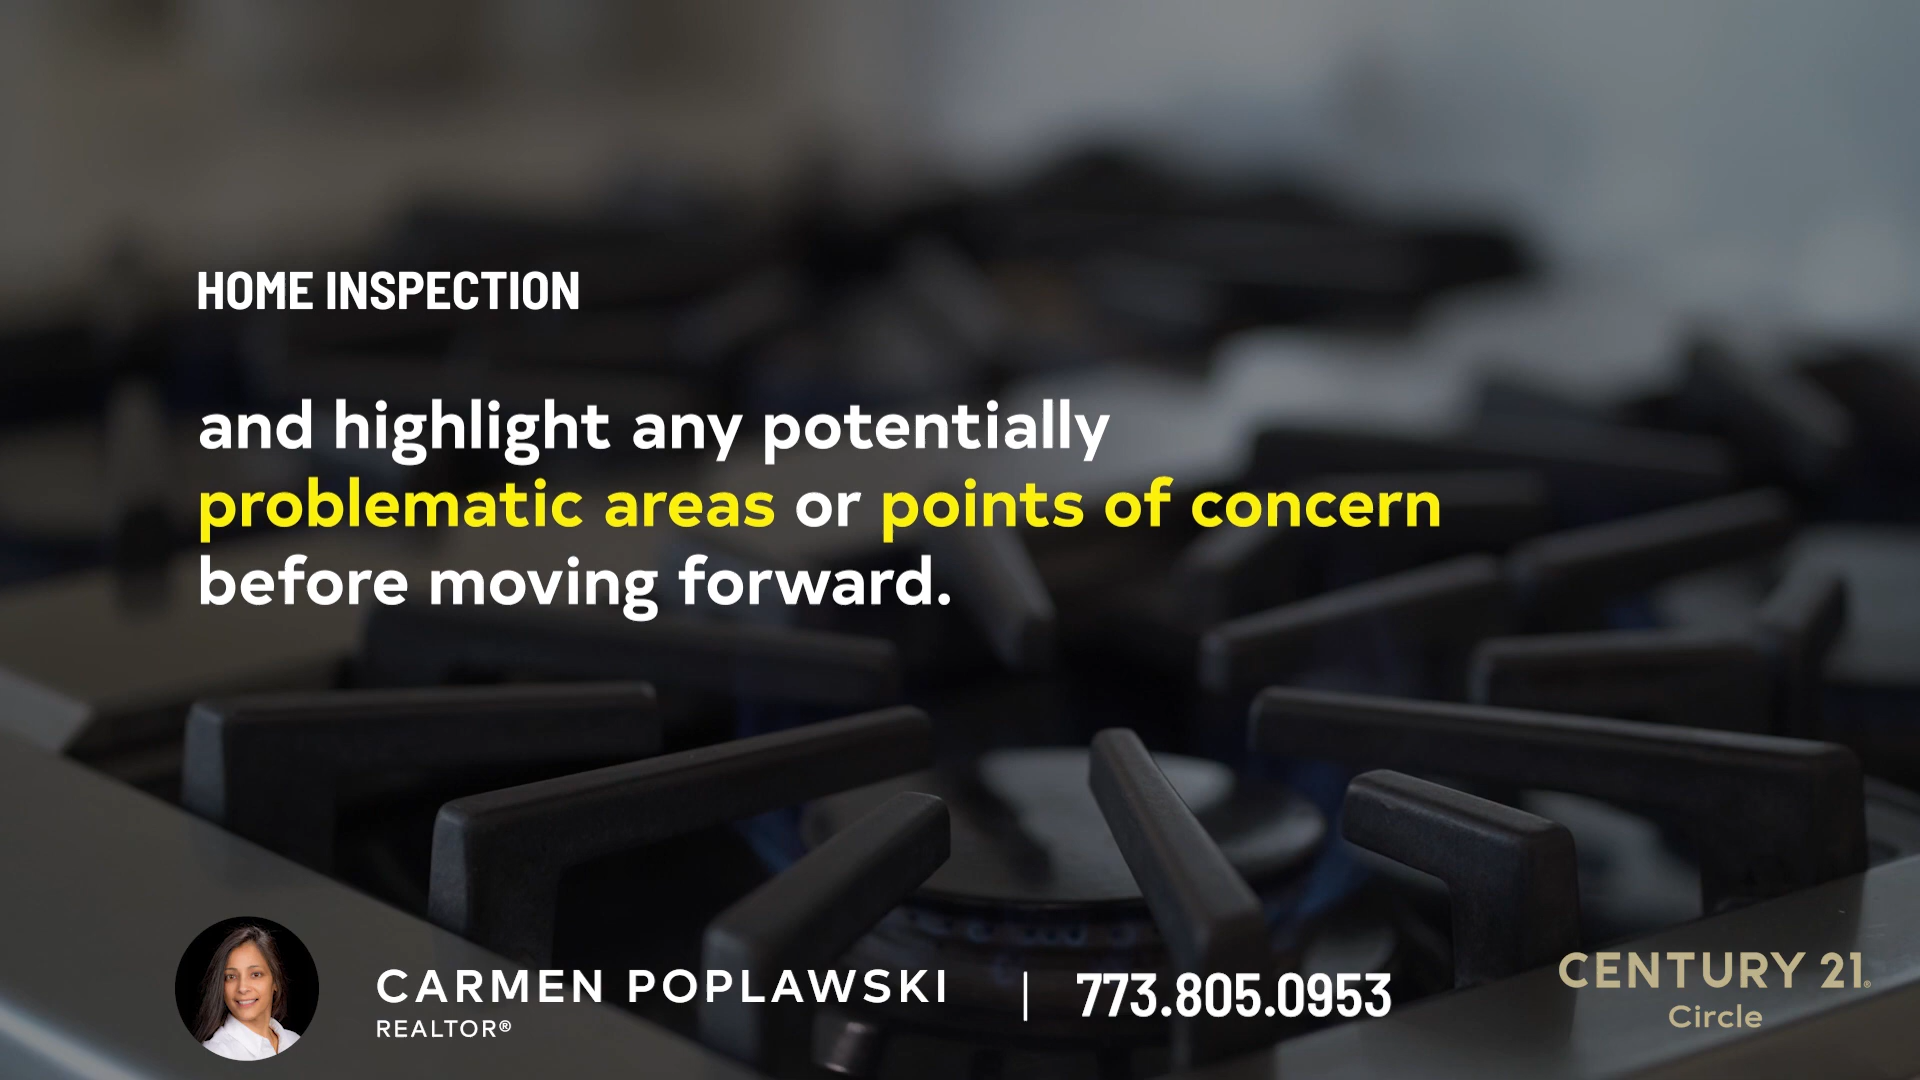 HOME INSPECTION
and highlight any potentially
problematic areas or points of concern
before moving forward.
CARMEN POPLAWSKI | 773.805.0953
REALTOR®
CENTURY 21®
Circle